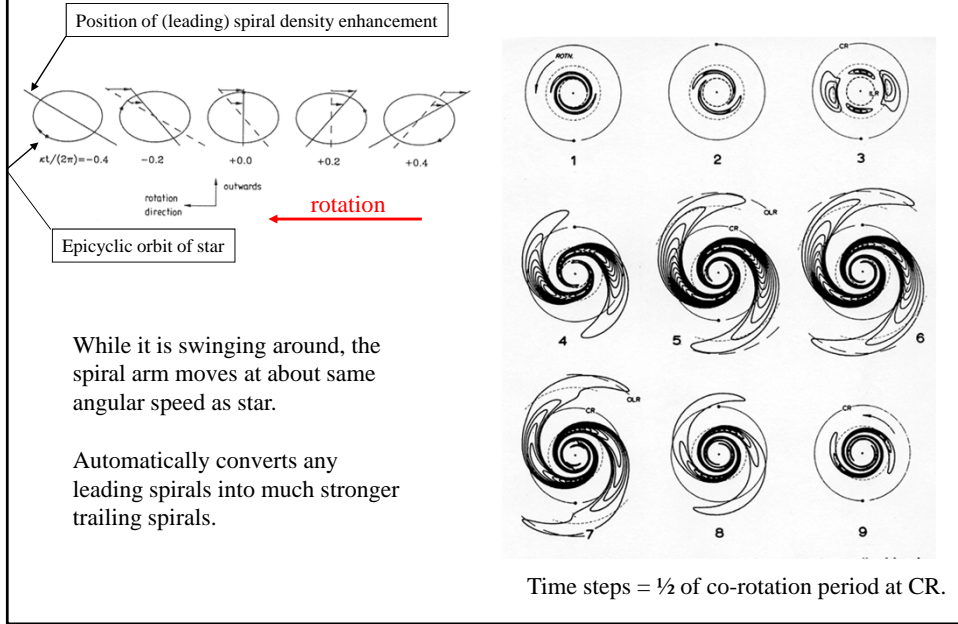 Position of (leading) spiral density enhancement
κt/(2π)=-0.4 -0.2 +0.0 +0.2 +0.4
outwards
rotation
direction
rotation
Epicyclic orbit of star
While it is swinging around, the
spiral arm moves at about same
angular speed as star.
Automatically converts any
leading spirals into much stronger
trailing spirals.
ROTN.
CR
ILR
1 2 3
OLR
CR
4 5 6
CR
OLR
CR
7 8 9
Time steps = ½ of co-rotation period at CR.